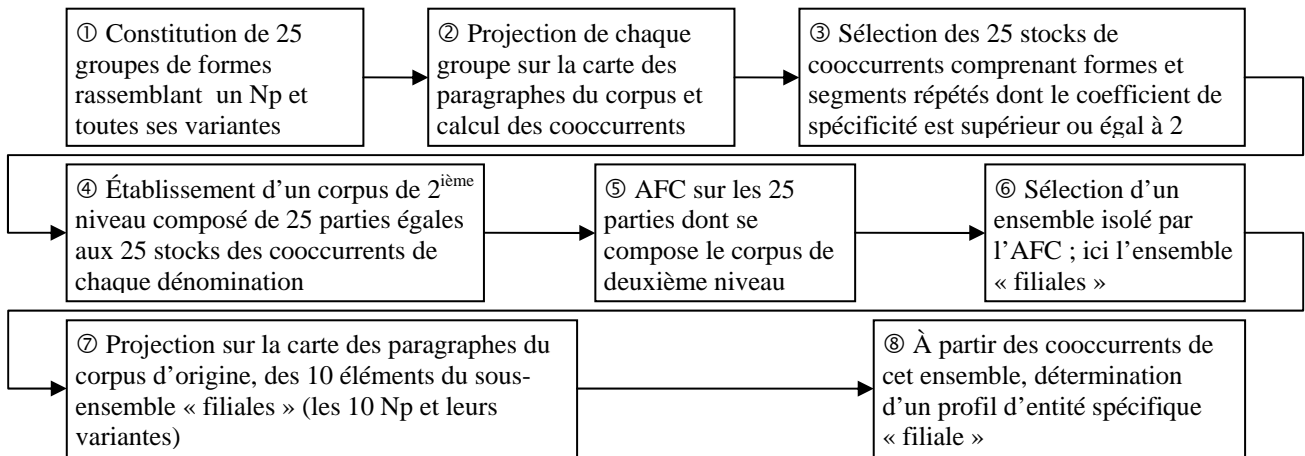 ① Constitution de 25
groupes de formes
rassemblant un Np et
toutes ses variantes
② Projection de chaque
groupe sur la carte des
paragraphes du corpus et
calcul des cooccurrents
③ Sélection des 25 stocks de
cooccurrents comprenant formes et
segments répétés dont le coefficient de
spécificité est supérieur ou égal à 2
④ Établissement d’un corpus de 2ième
niveau composé de 25 parties égales
aux 25 stocks des cooccurrents de
chaque dénomination
⑤ AFC sur les 25
parties dont se
compose le corpus de
deuxième niveau
⑥ Sélection d’un
ensemble isolé par
l’AFC ; ici l’ensemble
« filiales »
⑦ Projection sur la carte des paragraphes du
corpus d’origine, des 10 éléments du sous-
ensemble « filiales » (les 10 Np et leurs
variantes)
⑧ À partir des cooccurrents de
cet ensemble, détermination
d’un profil d’entité spécifique
« filiale »